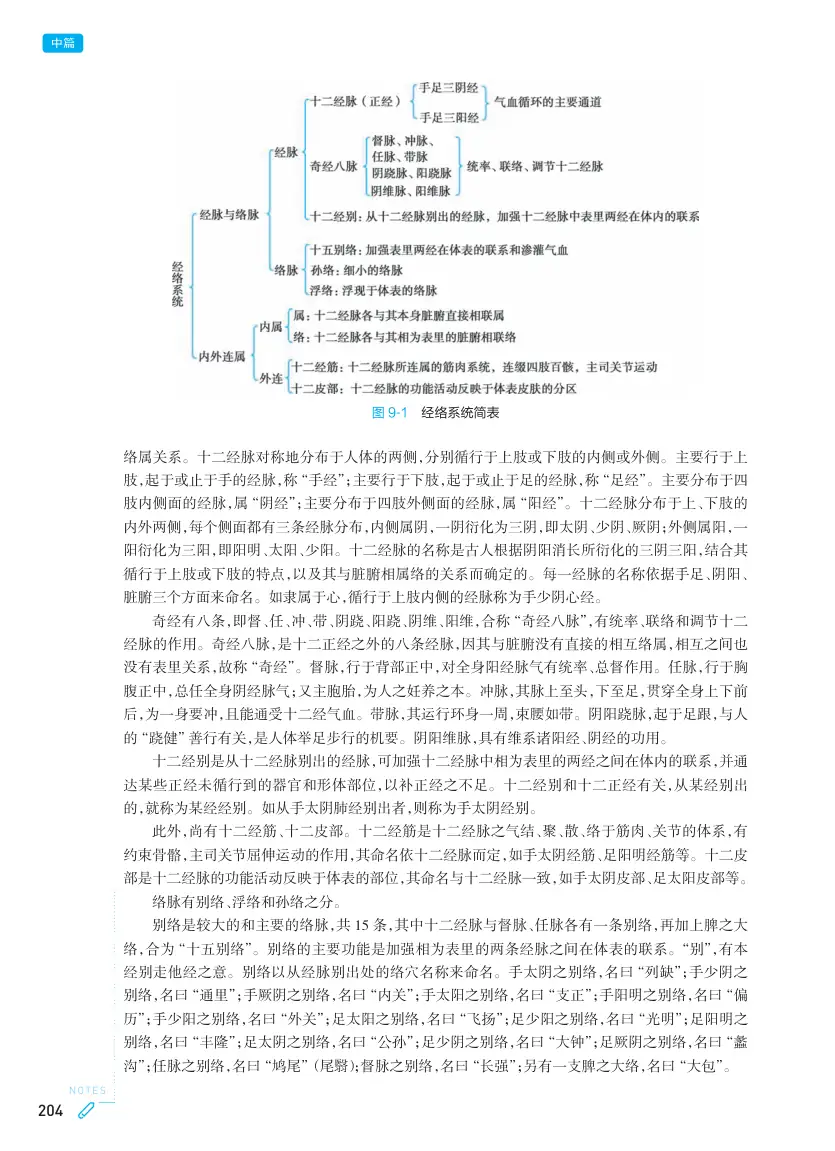 中篇
经络系统
经脉与络脉
经脉
十二经脉（正经）
手足三阴经
手足三阳经
气血循环的主要通道
奇经八脉
督脉、冲脉、
任脉、带脉
阴跷脉、阳跷脉
阴维脉、阳维脉
统率、联络、调节十二经脉
十二经别：从十二经脉别出的经脉，加强十二经脉中表里两经在体内的联系
络脉
十五别络：加强表里两经在体表的联系和渗灌气血
孙络：细小的络脉
浮络：浮现于体表的络脉
内外连属
内属
属：十二经脉各与其本身脏腑直接相联属
络：十二经脉各与其相为表里的脏腑相联络
外连
十二经筋：十二经脉所连属的筋肉系统，连缀四肢百骸，主司关节运动
十二皮部：十二经脉的功能活动反映于体表皮肤的分区
图 9-1 经络系统简表
络属关系。十二经脉对称地分布于人体的两侧，分别循行于上肢或下肢的内侧或外侧。主要行于上
肢，起于或止于手的经脉，称“手经”；主要行于下肢，起于或止于足的经脉，称“足经”。主要分布于四
肢内侧面的经脉，属“阴经”；主要分布于四肢外侧面的经脉，属“阳经”。十二经脉分布于上、下肢的
内外两侧，每个侧面都有三条经脉分布，内侧属阴，一阴衍化为三阴，即太阴、少阴、厥阴；外侧属阳，一
阳衍化为三阳，即阳明、太阳、少阳。十二经脉的名称是古人根据阴阳消长所衍化的三阴三阳，结合其
循行于上肢或下肢的特点，以及其与脏腑相属络的关系而确定的。每一经脉的名称依据手足、阴阳、
脏腑三个方面来命名。如隶属于心，循行于上肢内侧的经脉称为手少阴心经。
奇经有八条，即督、任、冲、带、阴跷、阳跷、阴维、阳维，合称“奇经八脉”，有统率、联络和调节十二
经脉的作用。奇经八脉，是十二正经之外的八条经脉，因其与脏腑没有直接的相互络属，相互之间也
没有表里关系，故称“奇经”。督脉，行于背部正中，对全身阳经脉气有统率、总督作用。任脉，行于胸
腹正中，总任全身阴经脉气；又主胞胎，为人之妊养之本。冲脉，其脉上至头，下至足，贯穿全身上下前
后，为一身要冲，且能通受十二经气血。带脉，其运行环身一周，束腰如带。阴阳跷脉，起于足跟，与人
的“跷健”善行有关，是人体举足步行的机要。阴阳维脉，具有维系诸阳经、阴经的功用。
十二经别是从十二经脉别出的经脉，可加强十二经脉中相为表里的两经之间在体内的联系，并通
达某些正经未循行到的器官和形体部位，以补正经之不足。十二经别和十二正经有关，从某经别出
的，就称为某经经别。如从手太阴肺经别出者，则称为手太阴经别。
此外，尚有十二经筋、十二皮部。十二经筋是十二经脉之气结、聚、散、络于筋肉、关节的体系，有
约束骨骼，主司关节屈伸运动的作用，其命名依十二经脉而定，如手太阴经筋、足阳明经筋等。十二皮
部是十二经脉的功能活动反映于体表的部位，其命名与十二经脉一致，如手太阴皮部、足太阳皮部等。
络脉有别络、浮络和孙络之分。
别络是较大的和主要的络脉，共 15 条，其中十二经脉与督脉、任脉各有一条别络，再加上脾之大
络，合为“十五别络”。别络的主要功能是加强相为表里的两条经脉之间在体表的联系。“别”，有本
经别走他经之意。别络以从经脉别出处的络穴名称来命名。手太阴之别络，名曰“列缺”；手少阴之
别络，名曰“通里”；手厥阴之别络，名曰“内关”；手太阳之别络，名曰“支正”；手阳明之别络，名曰“偏
历”；手少阳之别络，名曰“外关”；足太阳之别络，名曰“飞扬”；足少阳之别络，名曰“光明”；足阳明之
别络，名曰“丰隆”；足太阴之别络，名曰“公孙”；足少阴之别络，名曰“大钟”；足厥阴之别络，名曰“蠡
沟”；任脉之别络，名曰“鸠尾”（尾翳）；督脉之别络，名曰“长强”；另有一支脾之大络，名曰“大包”。
NOTES
204